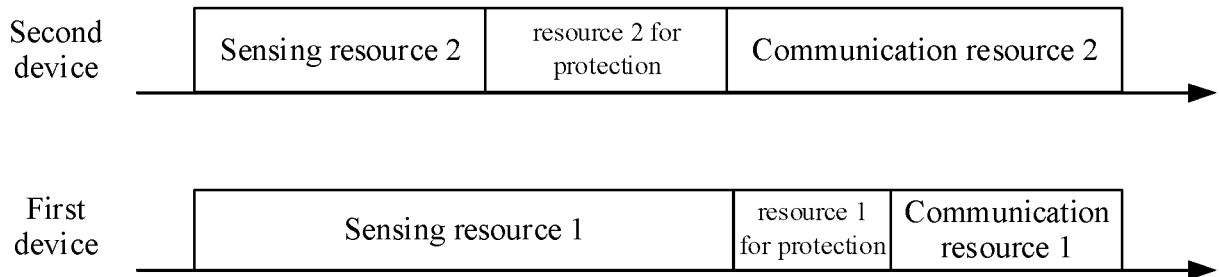 Second
device
Sensing resource 2
resource 2 for
protection
Communication resource 2
First
device
Sensing resource 1
resource 1
for protection
Communication
resource 1